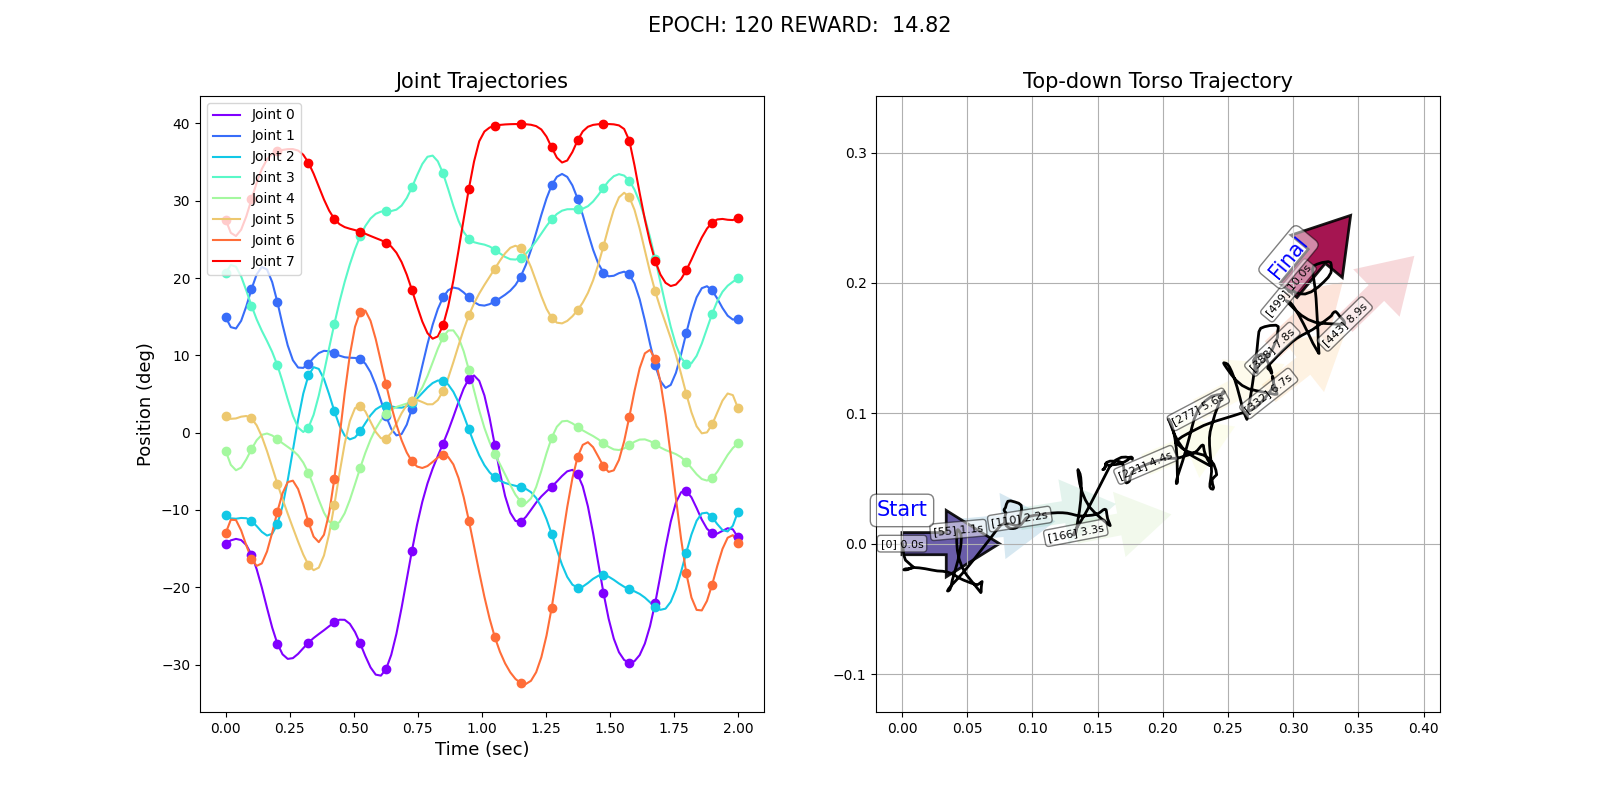 EPOCH: 120 REWARD:  14.82
Joint Trajectories
Position (deg)
40
30
20
10
0
−10
−20
−30
Joint 0
Joint 1
Joint 2
Joint 3
Joint 4
Joint 5
Joint 6
Joint 7
0.00 0.25 0.50 0.75 1.00 1.25 1.50 1.75 2.00
Time (sec)
Top-down Torso Trajectory
0.3
0.2
0.1
0.0
−0.1
Final
[499] 10.0s
[443] 8.9s
[388] 7.8s
[332] 6.7s
[277] 5.6s
[221] 4.4s
Start
[0] 0.0s
[55] 1.1s
[110] 2.2s
[166] 3.3s
0.00 0.05 0.10 0.15 0.20 0.25 0.30 0.35 0.40